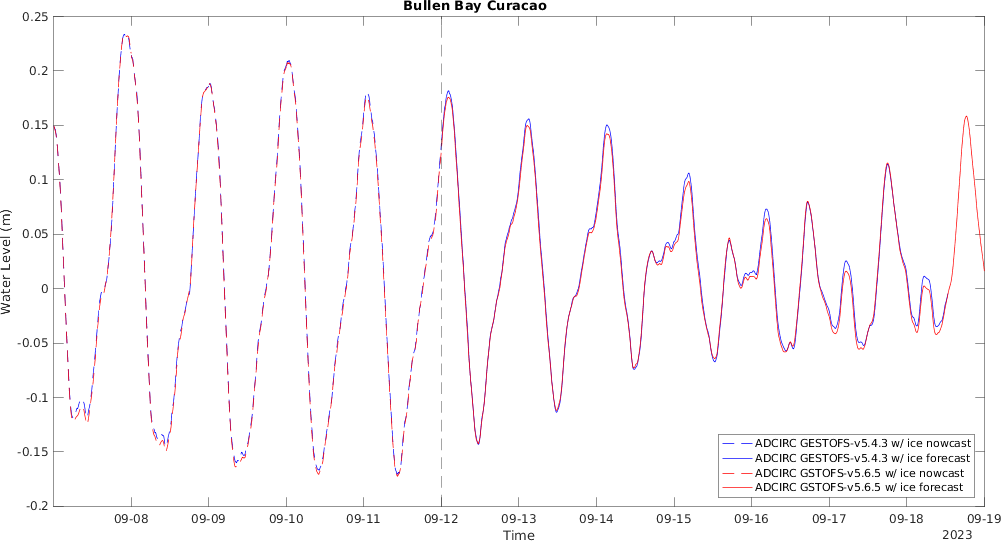 Bullen Bay Curacao
0.25
0.2
0.15
0.1
0.05
0
-0.05
-0.1
-0.15
-0.2
Water Level (m)
ADCIRC GESTOFS-v5.4.3 w/ ice nowcast
ADCIRC GESTOFS-v5.4.3 w/ ice forecast
ADCIRC GSTOFS-v5.6.5 w/ ice nowcast
ADCIRC GSTOFS-v5.6.5 w/ ice forecast
09-08 09-09 09-10 09-11 09-12 09-13 09-14 09-15 09-16 09-17 09-18 09-19
Time
2023